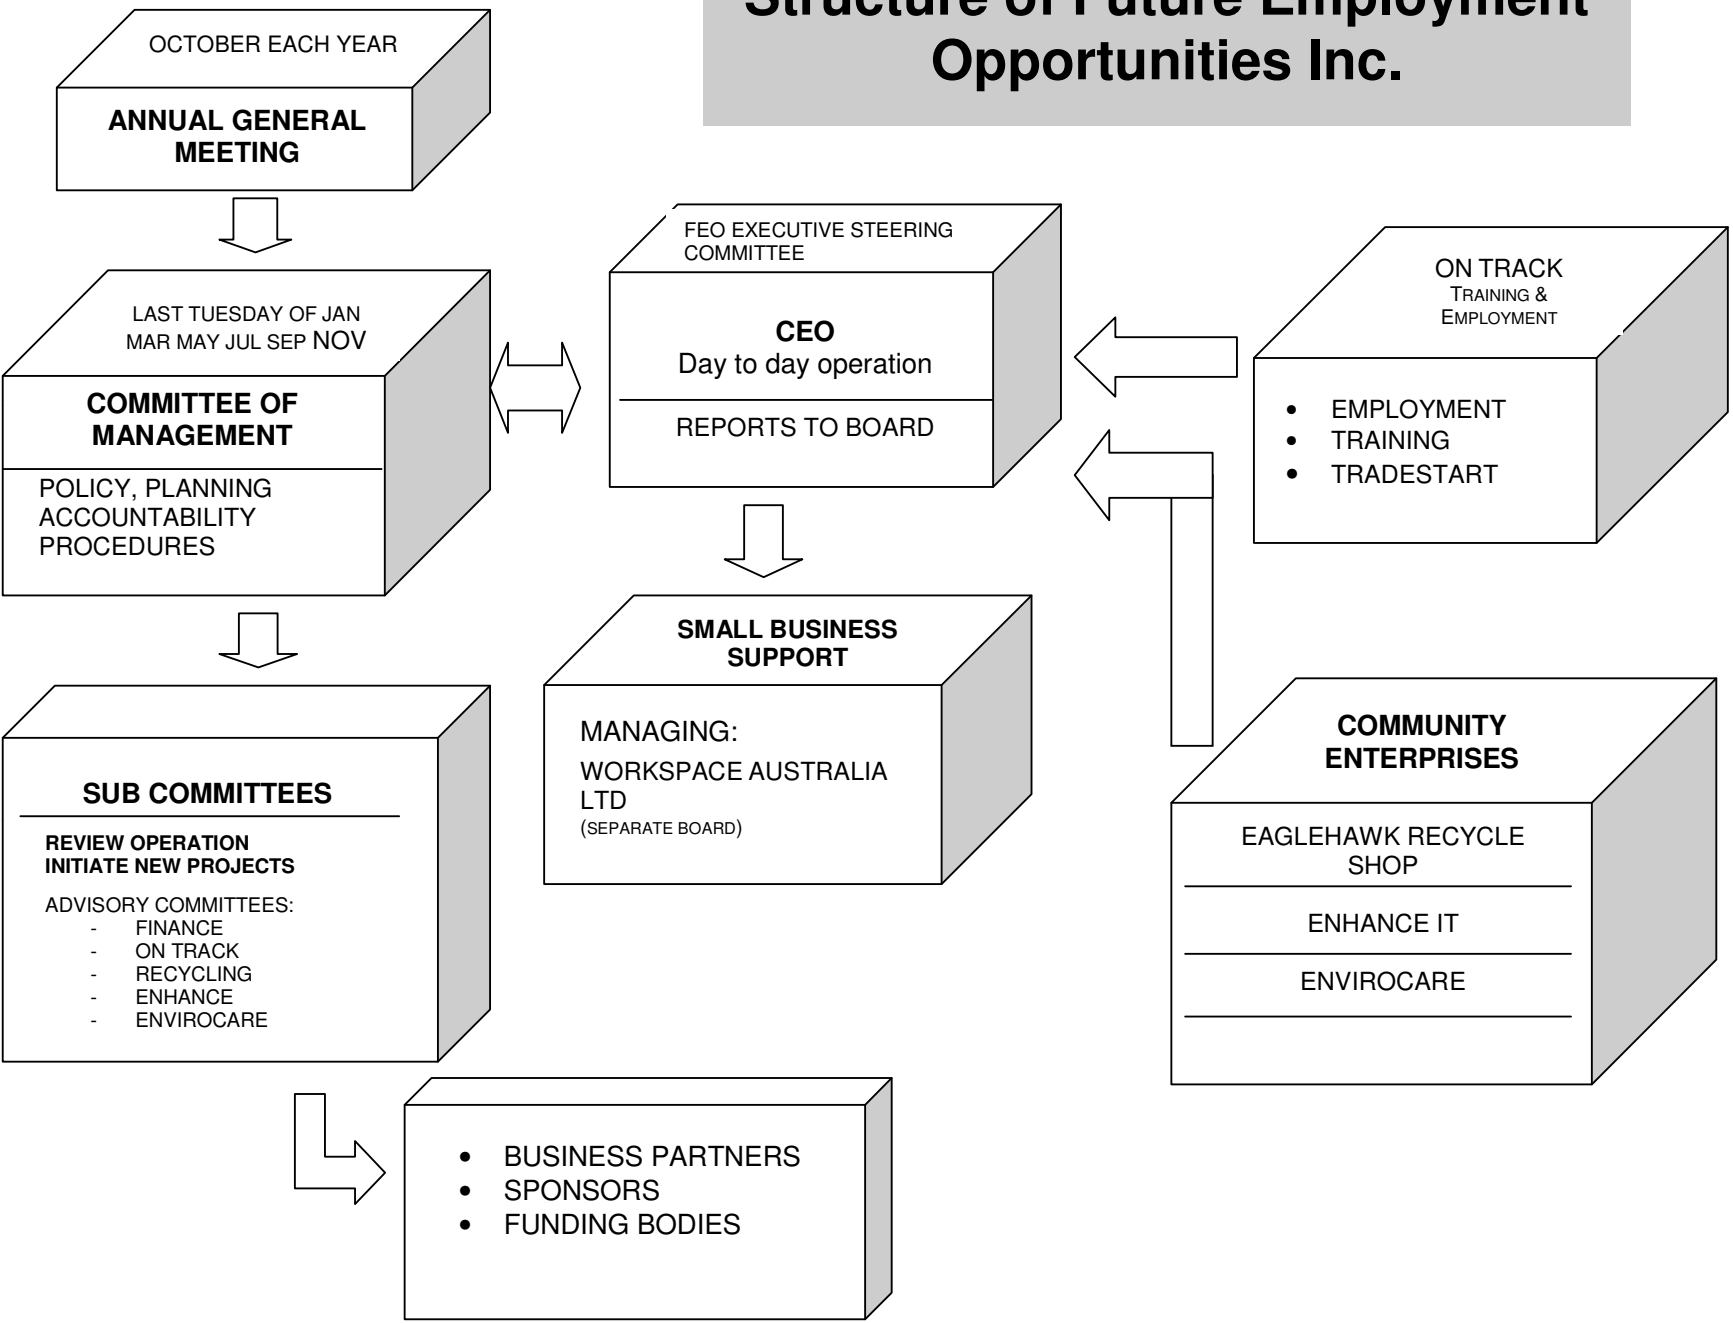 Structure of Future Employment
Opportunities Inc.
OCTOBER EACH YEAR
ANNUAL GENERAL
MEETING
LAST TUESDAY OF JAN
MAR MAY JUL SEP NOV
COMMITTEE OF
MANAGEMENT
POLICY, PLANNING
ACCOUNTABILITY
PROCEDURES
SUB COMMITTEES
REVIEW OPERATION
INITIATE NEW PROJECTS
ADVISORY COMMITTEES:
- FINANCE
- ON TRACK
- RECYCLING
- ENHANCE
- ENVIROCARE
• BUSINESS PARTNERS
• SPONSORS
• FUNDING BODIES
FEO EXECUTIVE STEERING
COMMITTEE
CEO
Day to day operation
REPORTS TO BOARD
SMALL BUSINESS
SUPPORT
MANAGING:
WORKSPACE AUSTRALIA
LTD
(SEPARATE BOARD)
ON TRACK
TRAINING &
EMPLOYMENT
• EMPLOYMENT
• TRAINING
• TRADESTART
COMMUNITY
ENTERPRISES
EAGLEHAWK RECYCLE
SHOP
ENHANCE IT
ENVIROCARE